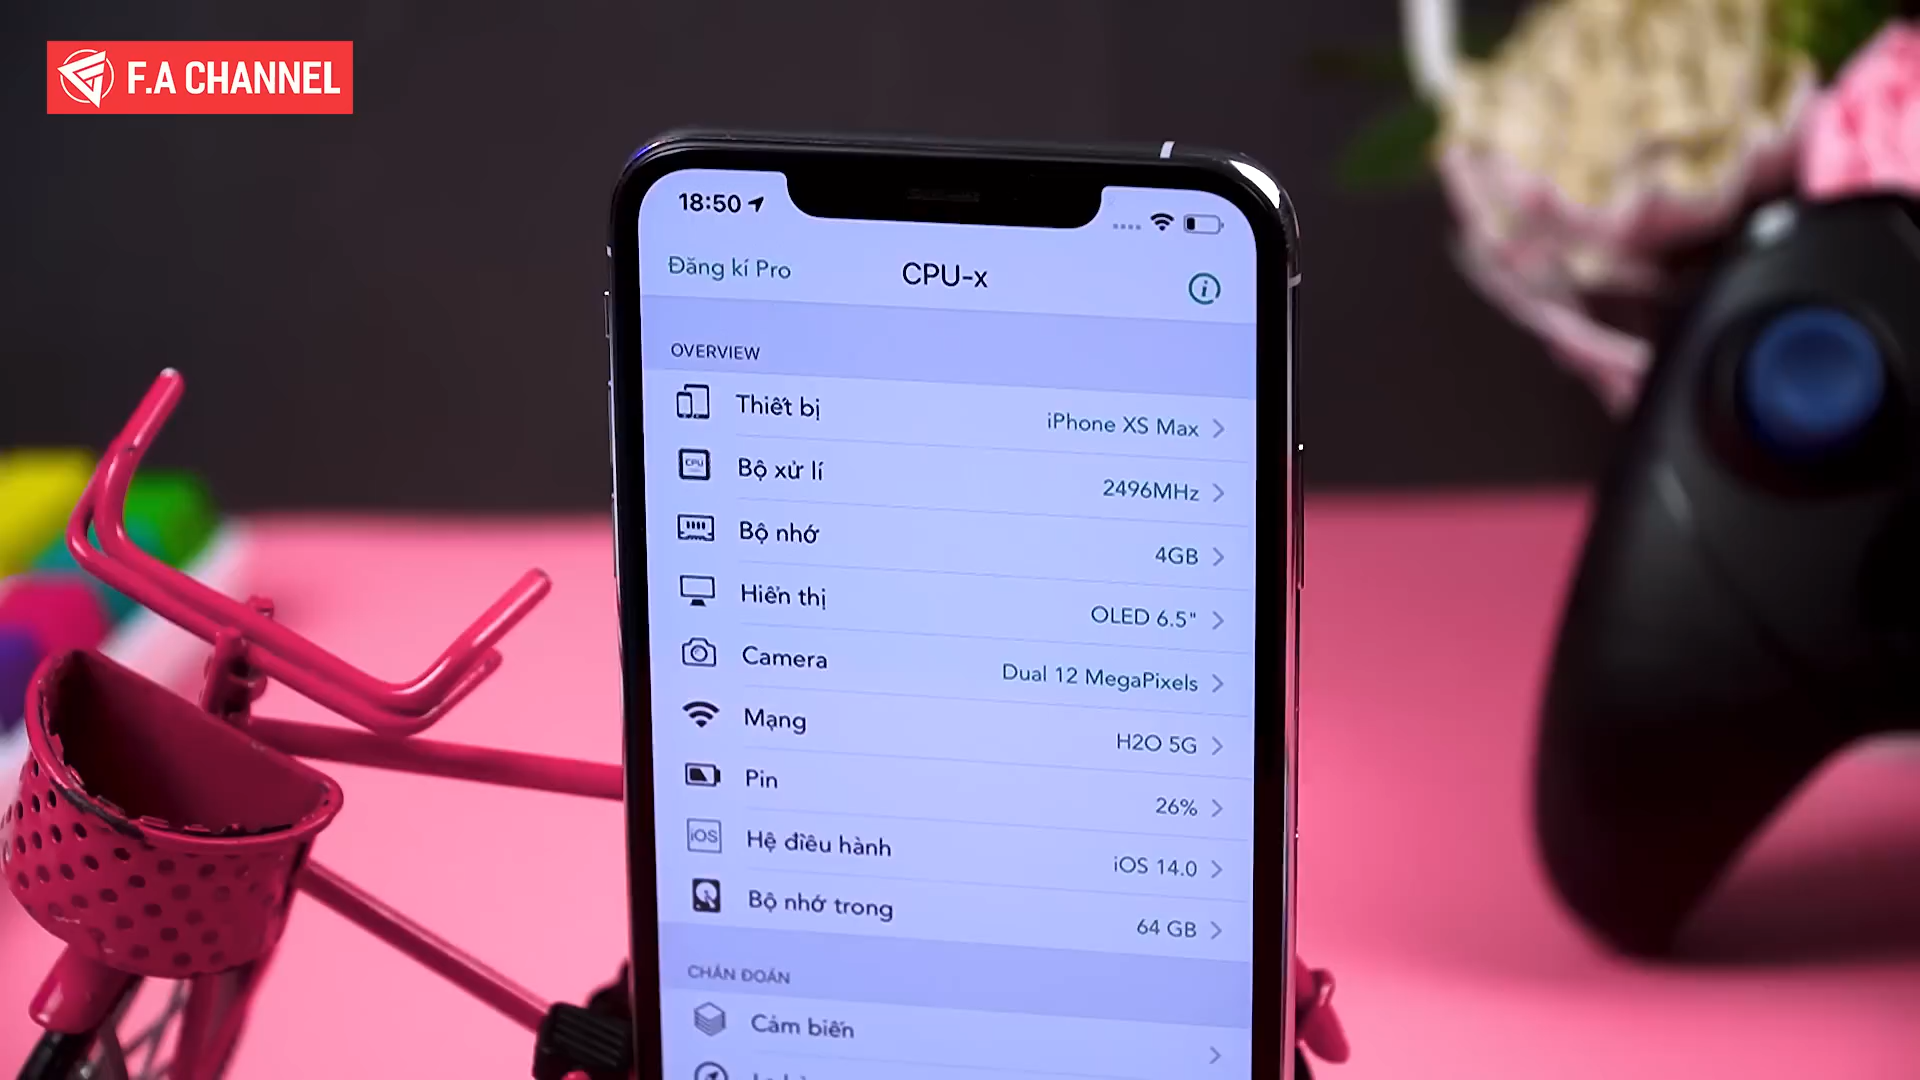 F.A CHANNEL
18:50
Đăng kí Pro
CPU-x
OVERVIEW
Thiết bị
iPhone XS Max
CPU
Bộ xử lí
2496MHz
Bộ nhớ
4GB
Hiển thị
OLED 6.5"
Camera
Dual 12 MegaPixels
Mạng
H2O 5G
Pin
26%
iOS
Hệ điều hành
iOS 14.0
Bộ nhớ trong
64 GB
CHẨN ĐOÁN
Cảm biến